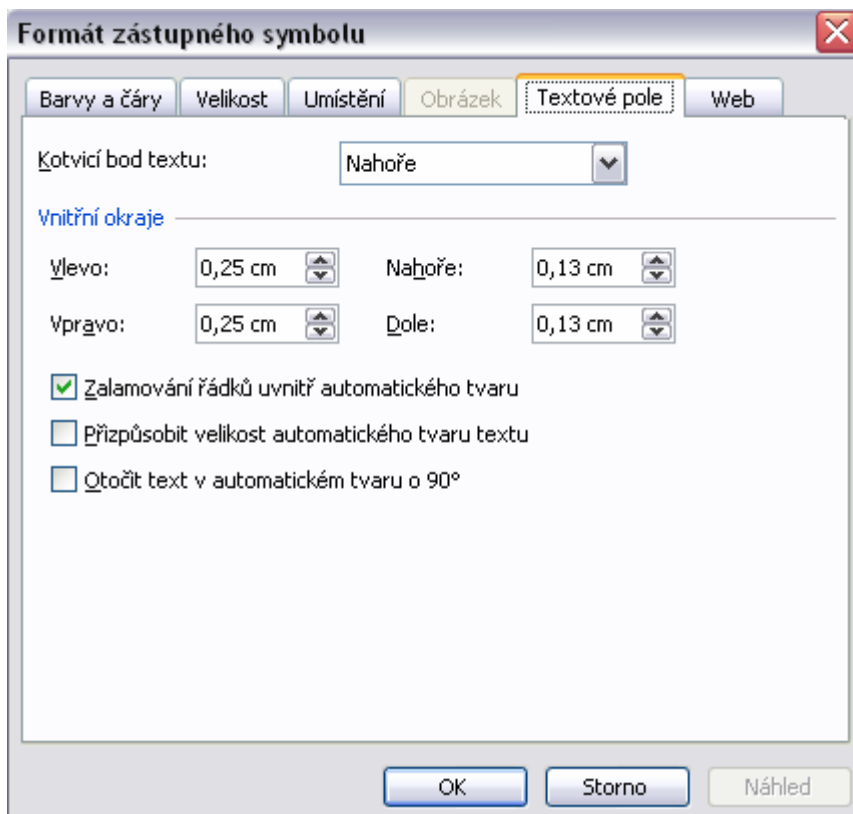 Formát zástupného symbolu
Barvy a čáry Velikost Umístění Obrázek Textové pole Web
Kotvicí bod textu: Nahoře
Vnitřní okraje
Vlevo: 0,25 cm Nahoře: 0,13 cm
Vpravo: 0,25 cm Dole: 0,13 cm
Zalamování řádků uvnitř automatického tvaru
Přizpůsobit velikost automatického tvaru textu
Otočit text v automatickém tvaru o 90°
OK Storno Náhled